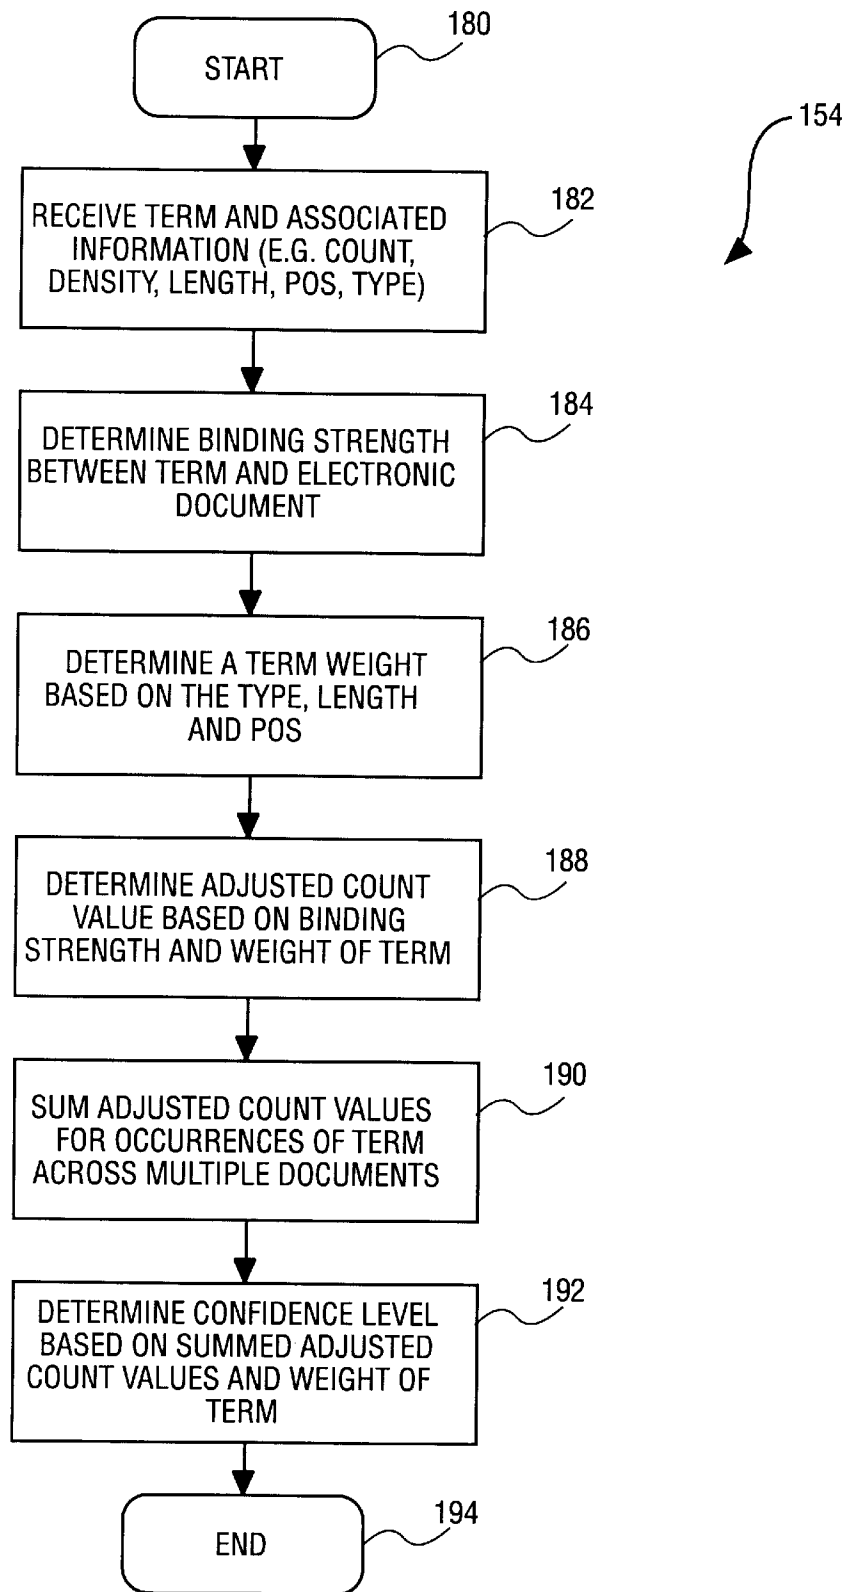 180
START
154
182
RECEIVE TERM AND ASSOCIATED
INFORMATION (E.G. COUNT,
DENSITY, LENGTH, POS, TYPE)
184
DETERMINE BINDING STRENGTH
BETWEEN TERM AND ELECTRONIC
DOCUMENT
186
DETERMINE A TERM WEIGHT
BASED ON THE TYPE, LENGTH
AND POS
188
DETERMINE ADJUSTED COUNT
VALUE BASED ON BINDING
STRENGTH AND WEIGHT OF TERM
190
SUM ADJUSTED COUNT VALUES
FOR OCCURRENCES OF TERM
ACROSS MULTIPLE DOCUMENTS
192
DETERMINE CONFIDENCE LEVEL
BASED ON SUMMED ADJUSTED
COUNT VALUES AND WEIGHT OF
TERM
194
END